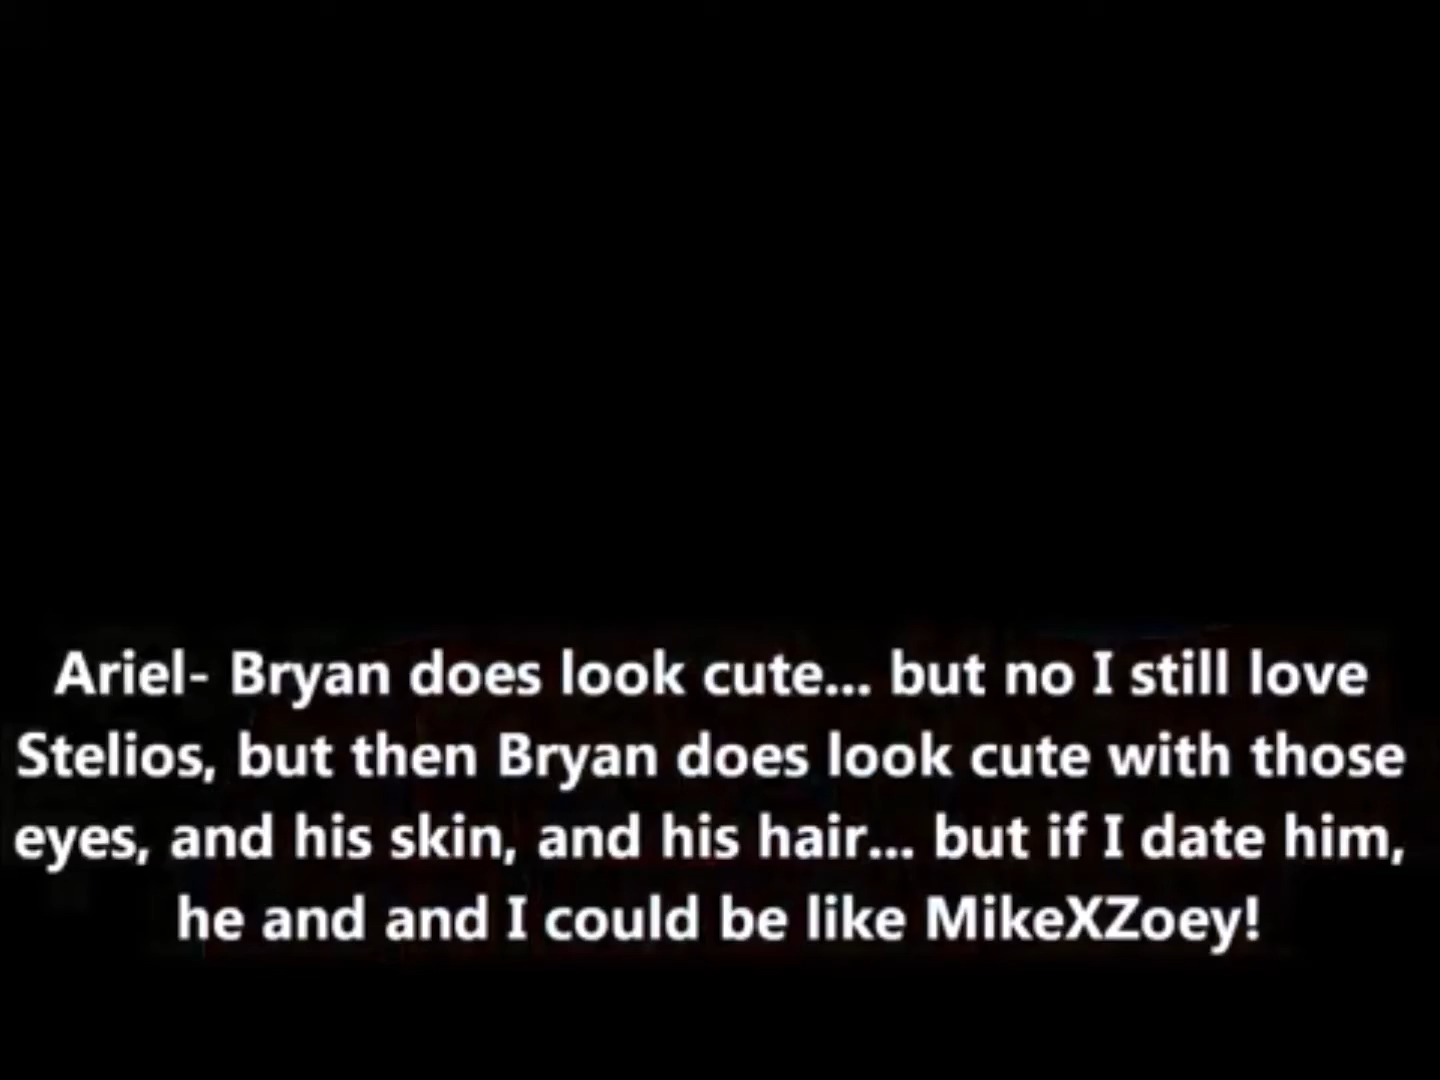 Ariel- Bryan does look cute... but no I still love
Stelios, but then Bryan does look cute with those
eyes, and his skin, and his hair... but if I date him,
he and and I could be like MikeXZoey!